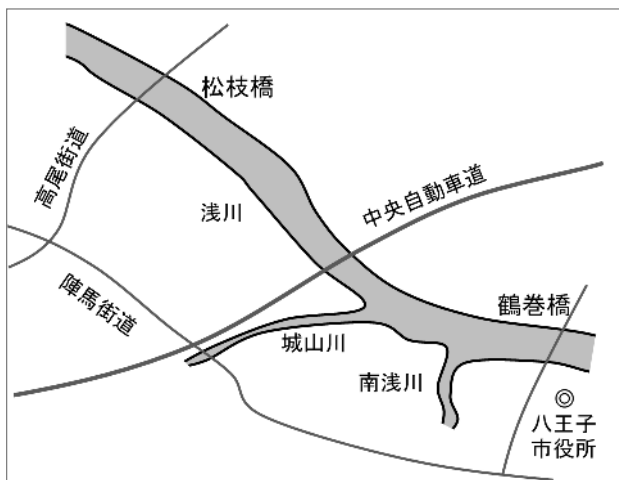 松枝橋
高尾街道
中央自動車道
浅川
陣馬街道
鶴巻橋
城山川
南浅川
八王子
市役所